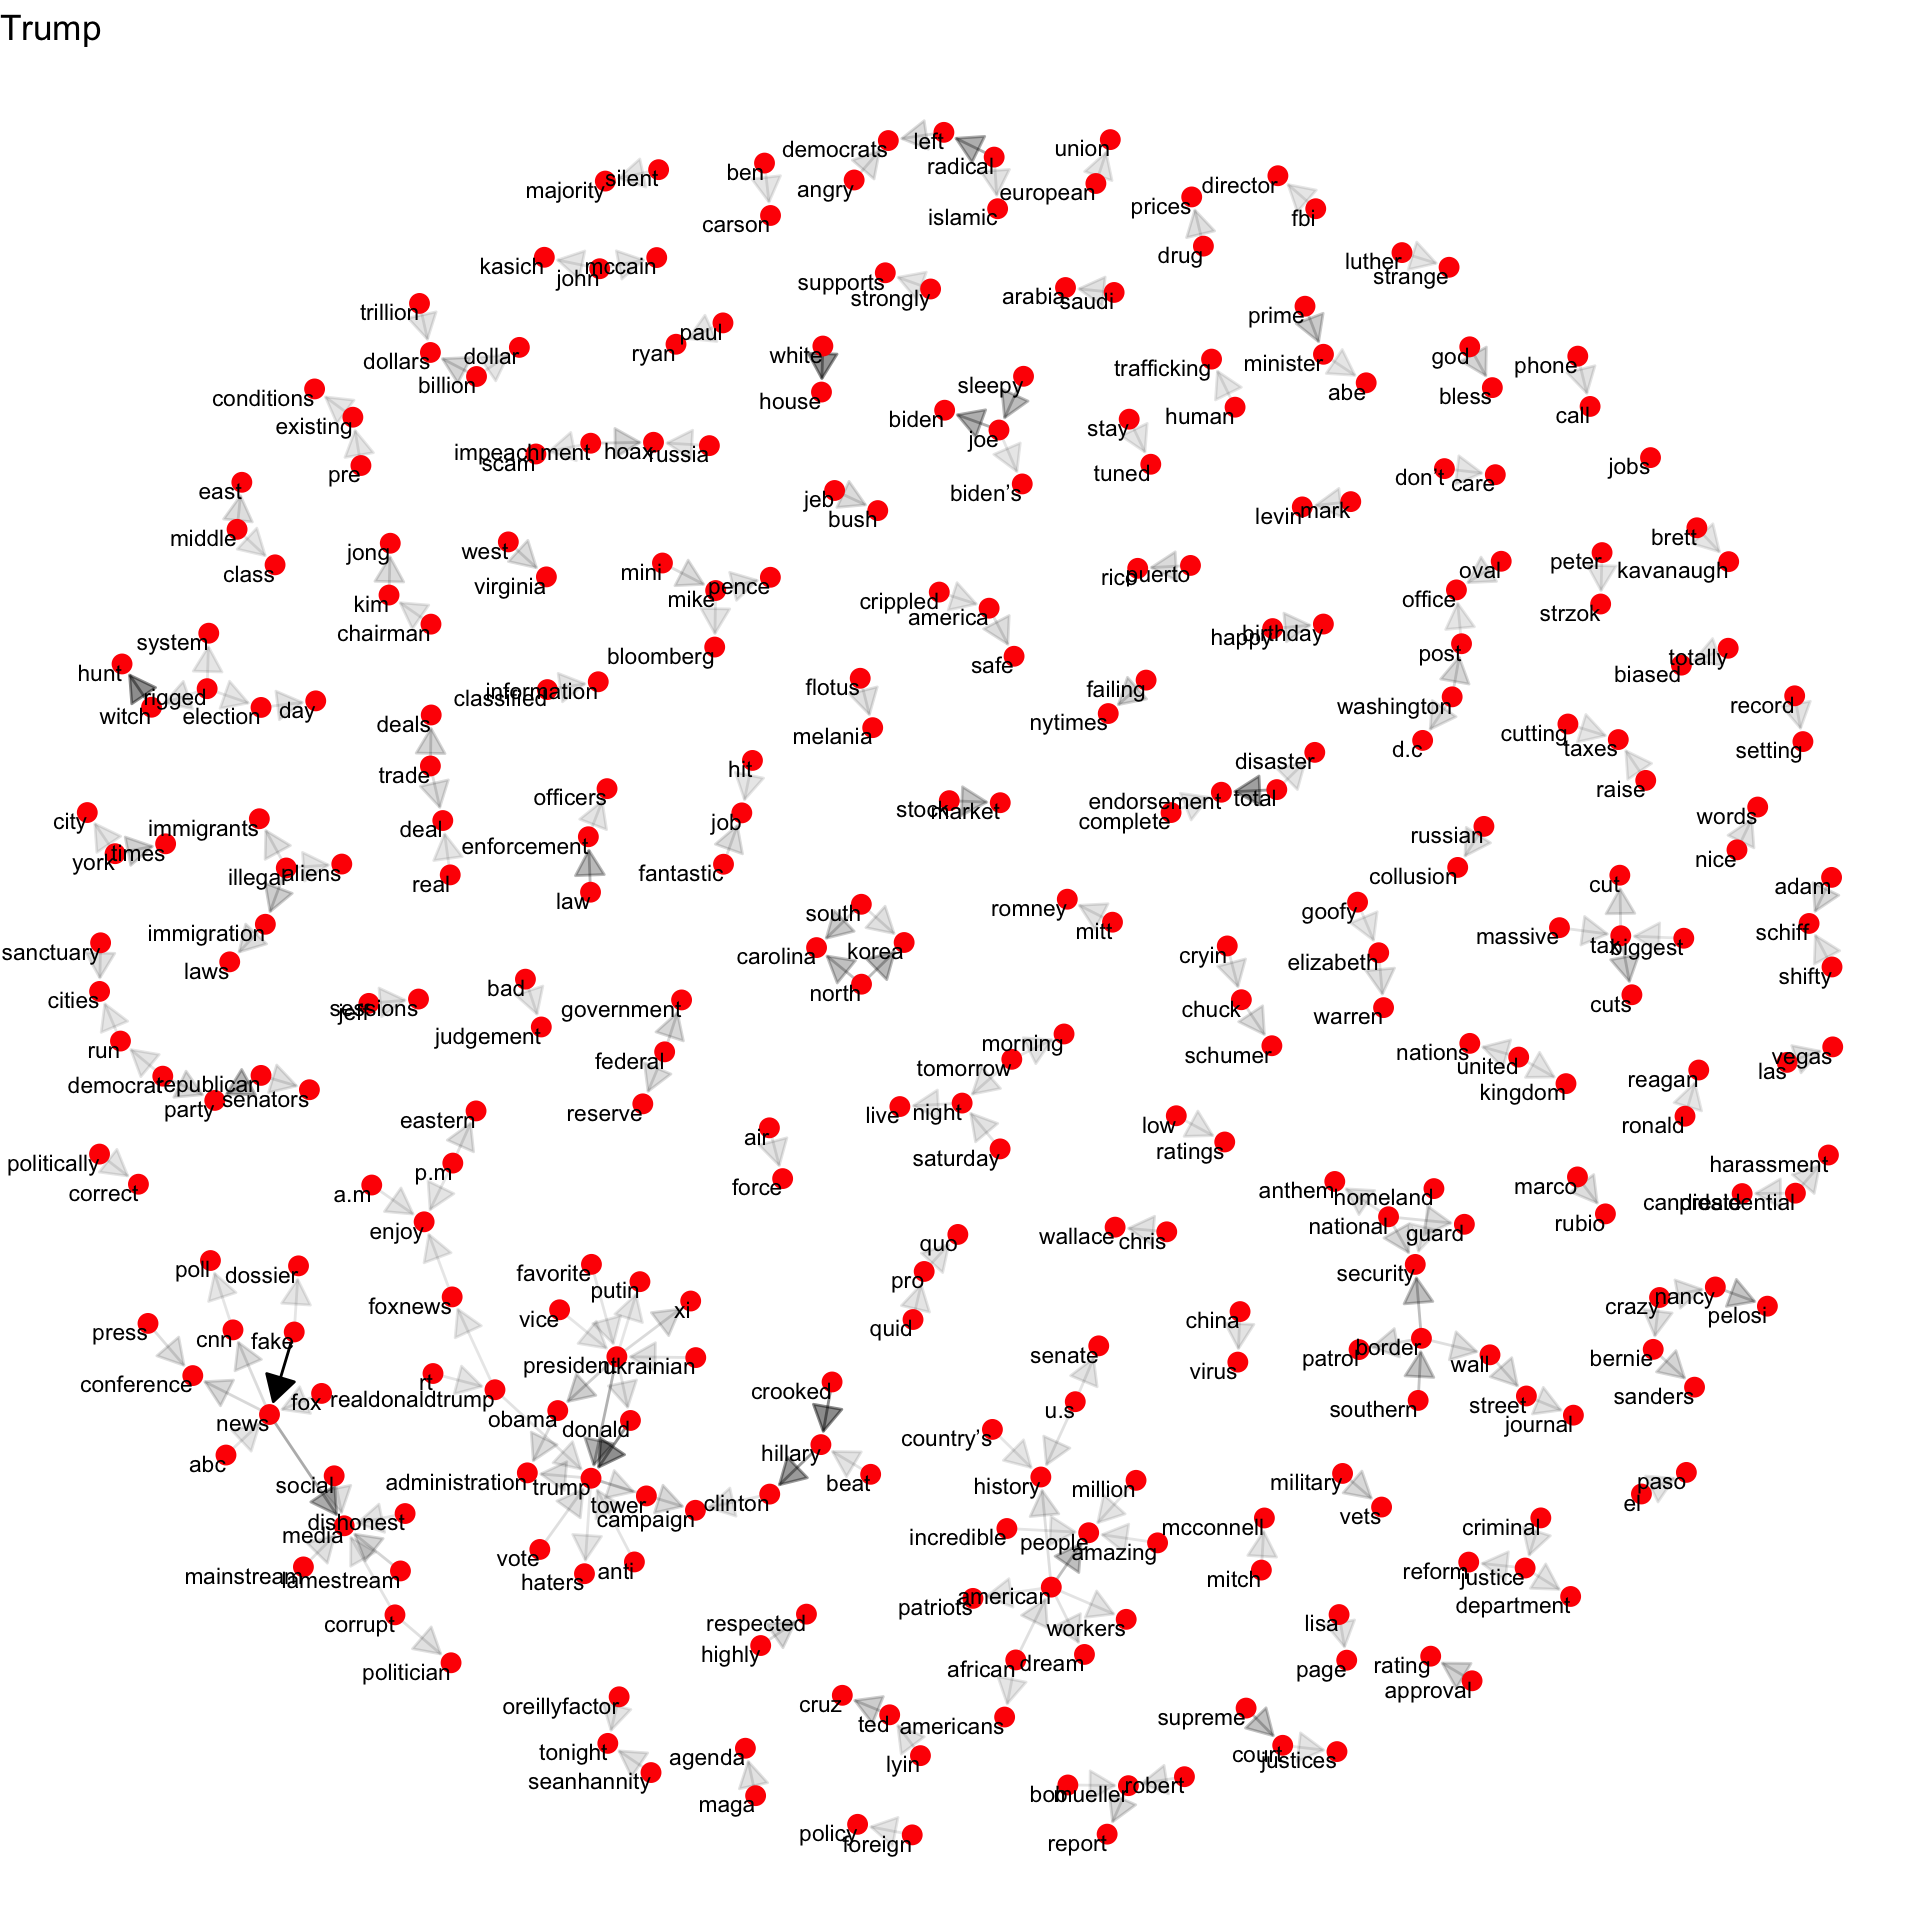 Trump
democrats
left
union
ben
radical
silent
majority
angry
european
director
prices
islamic
fbi
carson
drug
luther
kasich
mccain
john
strange
supports
strongly
arabia
saudi
trillion
prime
paul
ryan
white
dollars
dollar
god
minister
phone
trafficking
billion
sleepy
abe
bless
conditions
house
human
call
biden
existing
stay
joe
impeachment
hoax
russia
scam
jobs
pre
tuned
don't
care
east
biden's
jeb
bush
levin
mark
middle
brett
jong
west
peter
class
mini
pence
rico
puerto
oval
kavanaugh
virginia
mike
crippled
office
kim
america
strzok
chairman
happy
birthday
system
bloomberg
post
totally
hunt
safe
biased
rigged
classified
information
flotus
failing
witch
election
day
washington
record
deals
nytimes
melania
cutting
taxes
d.c
setting
disaster
trade
hit
officers
raise
endorsement
total
stock
market
complete
words
city
immigrants
deal
job
russian
enforcement
york
times
nice
illegal
aliens
real
fantastic
collusion
cut
adam
law
south
romney
goofy
mitt
immigration
massive
tax
biggest
schiff
sanctuary
carolina
korea
cryin
elizabeth
laws
shifty
bad
north
cities
jeff
sessions
government
chuck
cuts
warren
judgement
run
morning
nations
schumer
federal
tomorrow
united
vegas
las
democrat
republican
reagan
kingdom
party
senators
reserve
live
night
eastern
low
ronald
air
ratings
politically
p.m
saturday
harassment
correct
a.m
force
anthem
homeland
marco
candidate
presidential
enjoy
national
guard
rubio
wallace
chris
quo
poll
dossier
favorite
putin
security
pro
foxnews
crazy
nancy
xi
vice
china
pelosi
press
cnn
fake
quid
president
ukrainian
senate
patrol
border
wall
virus
bernie
conference
rt
realdonaldtrump
crooked
fox
sanders
u.s
southern
street
news
obama
donald
journal
country's
hillary
abc
administration
trump
beat
history
million
military
paso
el
social
tower
clinton
campaign
vets
dishonest
media
incredible
people
mcconnell
criminal
amazing
vote
haters
anti
reform
justice
mainstream
lamestream
mitch
american
patriots
department
corrupt
respected
workers
lisa
highly
african
dream
page
rating
politician
approval
oreillyfactor
cruz
ted
americans
supreme
tonight
agenda
court
justices
seanhannity
lyin
maga
bob
mueller
robert
policy
foreign
report